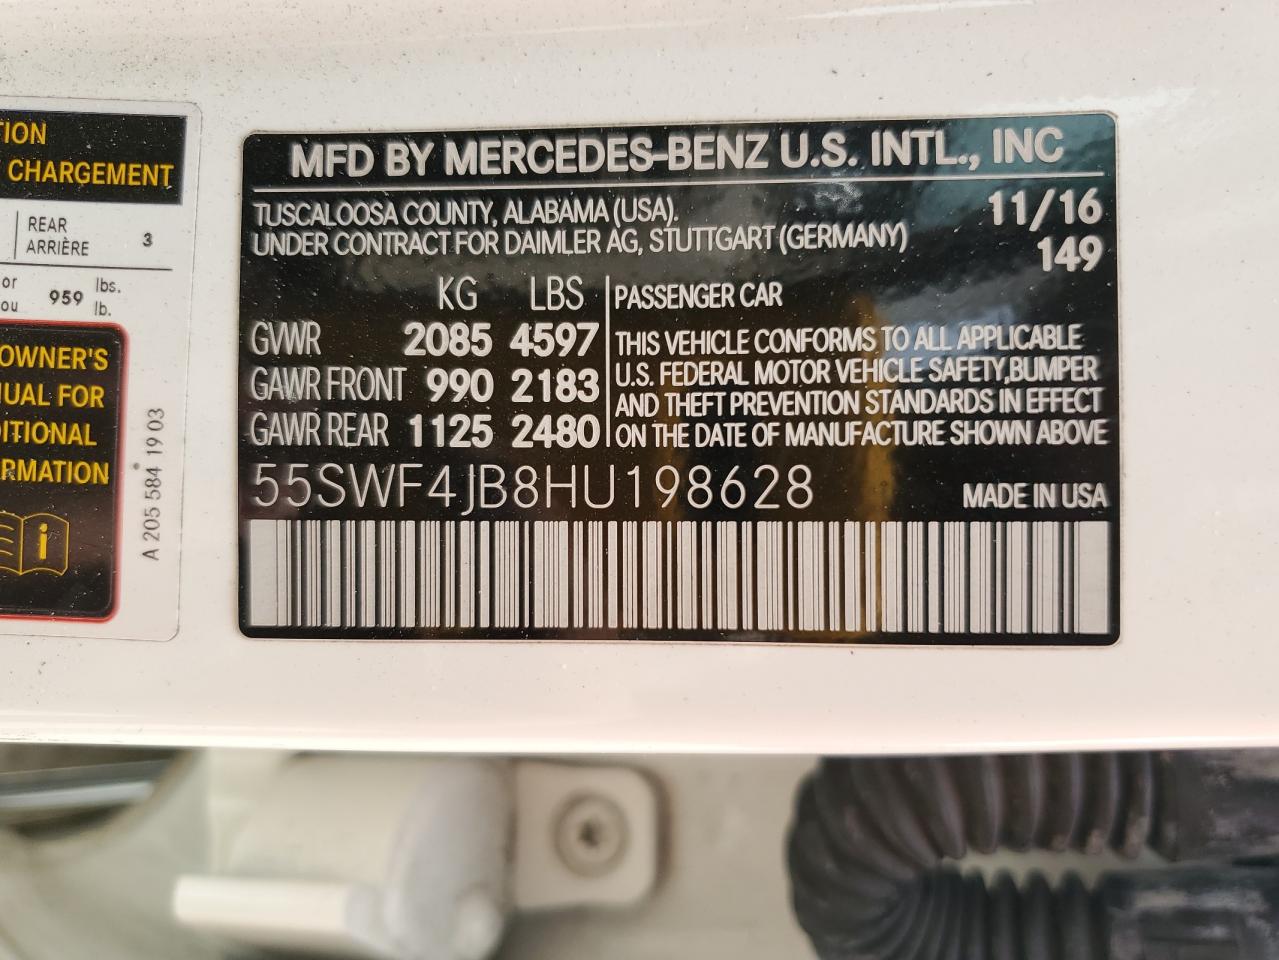 TION
CHARGEMENT
REAR
ARRIÈRE 3
or lbs.
ou 959 lb.
OWNER'S
UAL FOR
ITIONAL
RMATION
A 205 584 19 03
MFD BY MERCEDES-BENZ U.S. INTL., INC
TUSCALOOSA COUNTY, ALABAMA (USA). 11/16
UNDER CONTRACT FOR DAIMLER AG, STUTTGART (GERMANY) 149
KG LBS PASSENGER CAR
GVWR 2085 4597 THIS VEHICLE CONFORMS TO ALL APPLICABLE
GAWR FRONT 990 2183 U.S. FEDERAL MOTOR VEHICLE SAFETY,BUMPER
AND THEFT PREVENTION STANDARDS IN EFFECT
GAWR REAR 1125 2480 ON THE DATE OF MANUFACTURE SHOWN ABOVE
55SWF4JB8HU198628 MADE IN USA